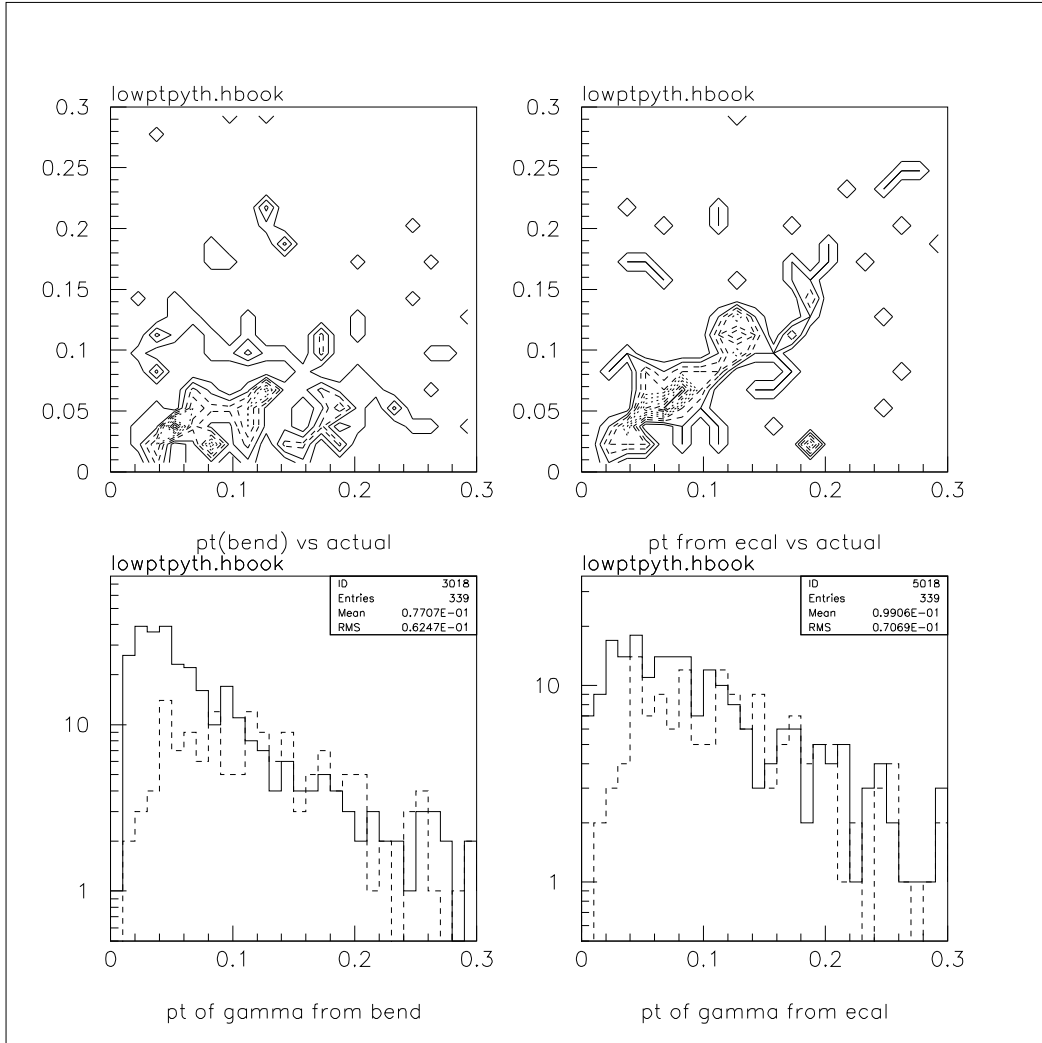 lowptpyth.hbook
0.3
0.25
0.2
0.15
0.1
0.05
0
0 0.1 0.2 0.3
pt(bend) vs actual
lowptpyth.hbook
0.3
0.25
0.2
0.15
0.1
0.05
0
0 0.1 0.2 0.3
pt from ecal vs actual
lowptpyth.hbook
ID 3018
Entries 339
Mean 0.7707E-01
RMS 0.6247E-01
10
1
0 0.1 0.2 0.3
pt of gamma from bend
lowptpyth.hbook
ID 5018
Entries 339
Mean 0.9906E-01
RMS 0.7069E-01
10
1
0 0.1 0.2 0.3
pt of gamma from ecal